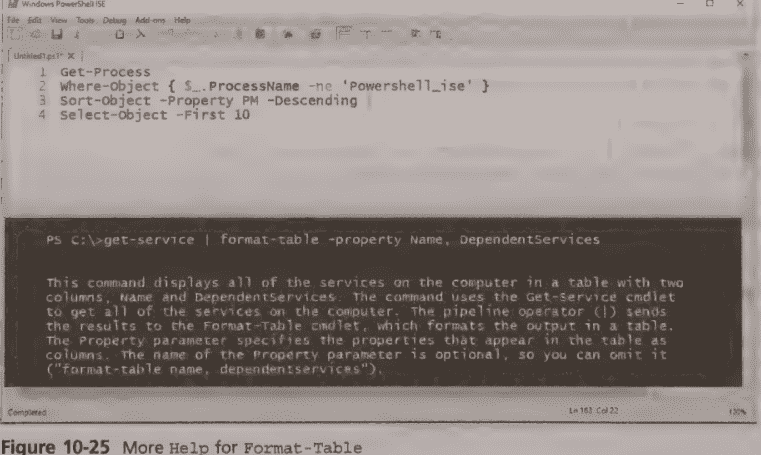 Windows PowerShell ISE
File Edit View Tools Debug Add-ons Help
Untitled1.ps1* X
1 Get-Process
2 Where-Object { $_.ProcessName -ne 'Powershell_ise' }
3 Sort-Object -Property PM -Descending |
4 Select-Object -First 10
PS C:\>get-service | format-table -property Name, DependentServices
This command displays all of the services on the computer in a table with two
columns, Name and DependentServices. The command uses the Get-Service cmdlet
to get all of the services on the computer. The pipeline operator (|) sends
the results to the Format-Table cmdlet, which formats the output in a table.
The Property parameter specifies the properties that appear in the table as
columns. The name of the Property parameter is optional, so you can omit it
("format-table name, dependentservices").
Completed
Ln 163 Col 22
Figure 10-25 More Help for Format-Table